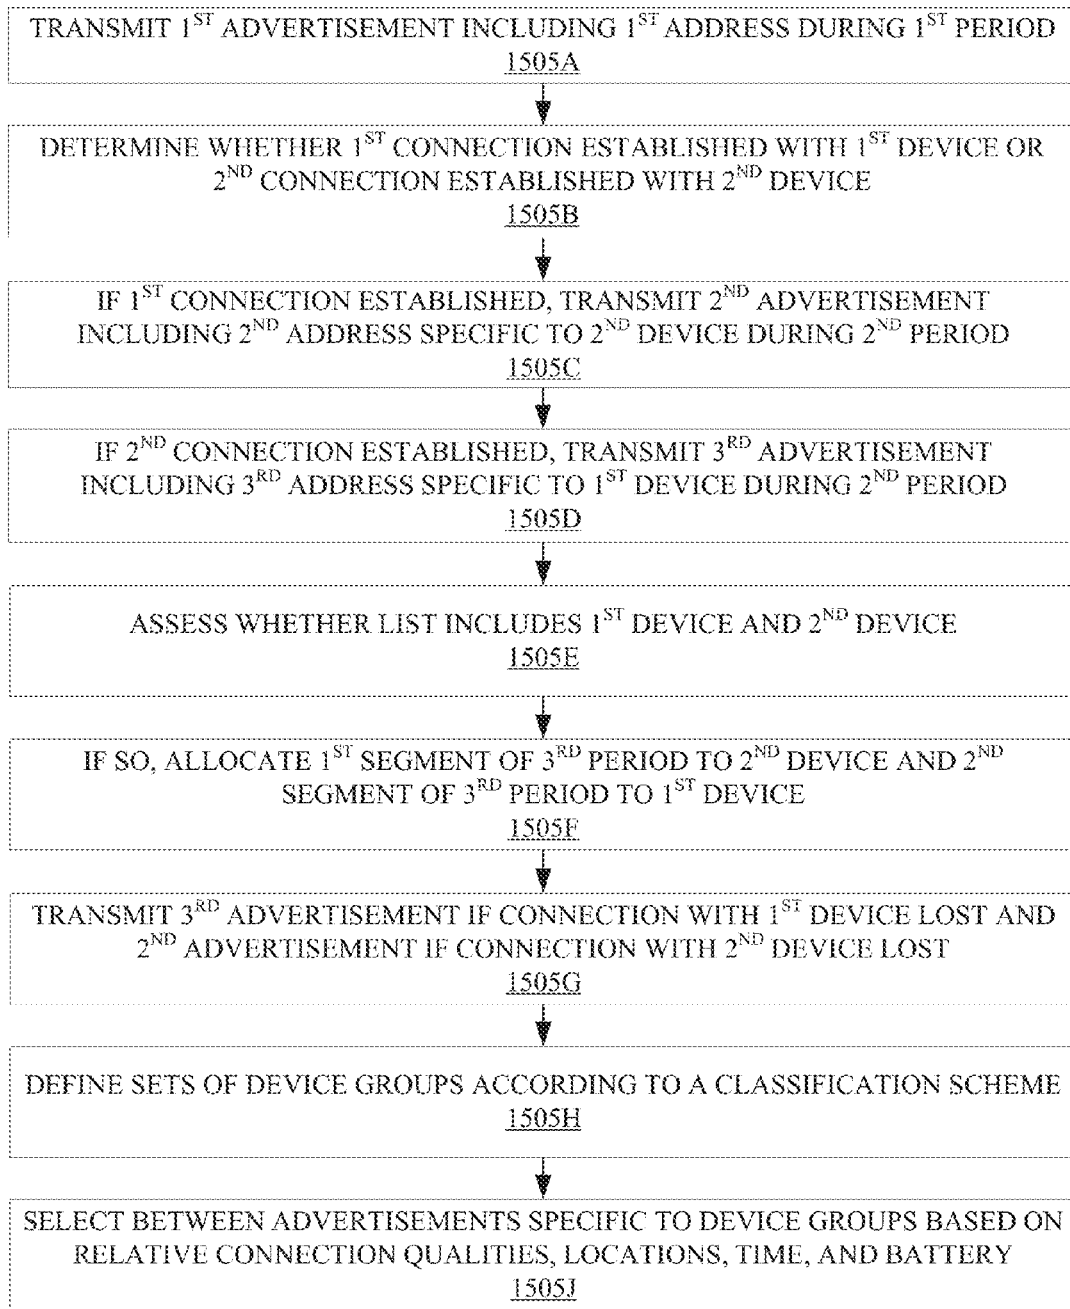 TRANSMIT 1ST ADVERTISEMENT INCLUDING 1ST ADDRESS DURING 1ST PERIOD
1505A
DETERMINE WHETHER 1ST CONNECTION ESTABLISHED WITH 1ST DEVICE OR
2ND CONNECTION ESTABLISHED WITH 2ND DEVICE
1505B
IF 1ST CONNECTION ESTABLISHED, TRANSMIT 2ND ADVERTISEMENT
INCLUDING 2ND ADDRESS SPECIFIC TO 2ND DEVICE DURING 2ND PERIOD
1505C
IF 2ND CONNECTION ESTABLISHED, TRANSMIT 3RD ADVERTISEMENT
INCLUDING 3RD ADDRESS SPECIFIC TO 1ST DEVICE DURING 2ND PERIOD
1505D
ASSESS WHETHER LIST INCLUDES 1ST DEVICE AND 2ND DEVICE
1505E
IF SO, ALLOCATE 1ST SEGMENT OF 3RD PERIOD TO 2ND DEVICE AND 2ND
SEGMENT OF 3RD PERIOD TO 1ST DEVICE
1505F
TRANSMIT 3RD ADVERTISEMENT IF CONNECTION WITH 1ST DEVICE LOST AND
2ND ADVERTISEMENT IF CONNECTION WITH 2ND DEVICE LOST
1505G
DEFINE SETS OF DEVICE GROUPS ACCORDING TO A CLASSIFICATION SCHEME
1505H
SELECT BETWEEN ADVERTISEMENTS SPECIFIC TO DEVICE GROUPS BASED ON
RELATIVE CONNECTION QUALITIES, LOCATIONS, TIME, AND BATTERY
1505J